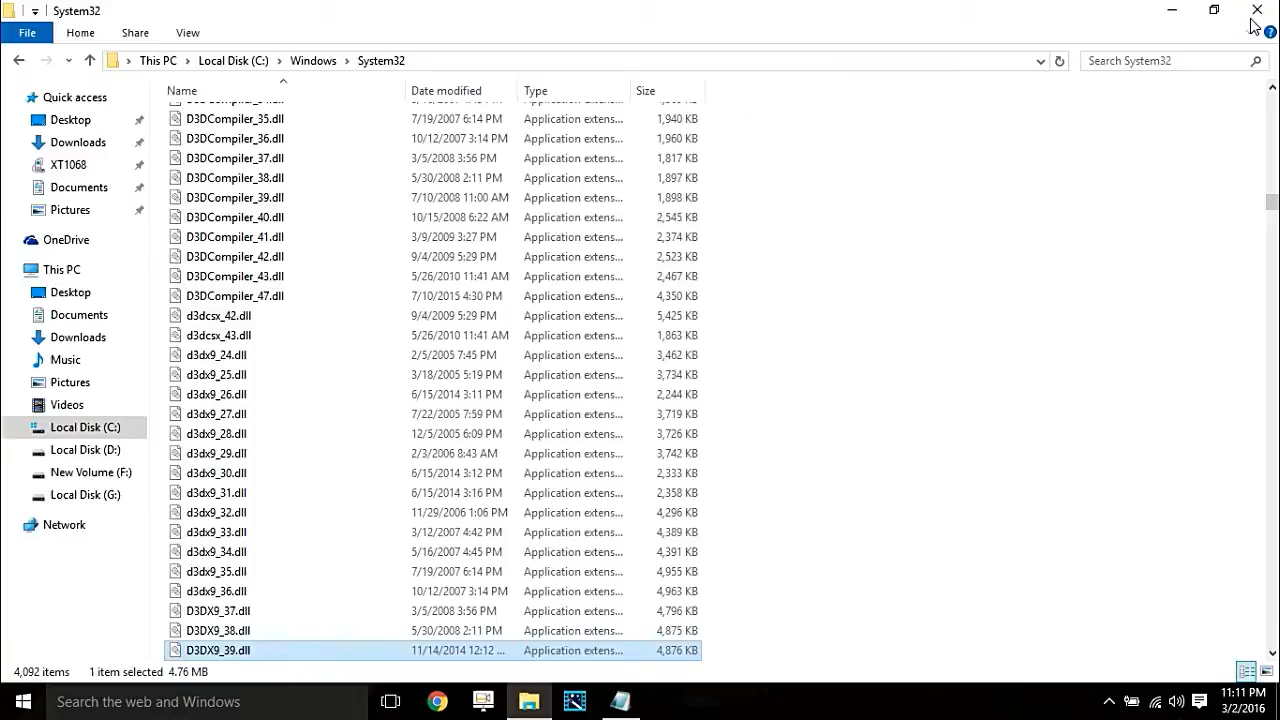 System32
File Home Share View
This PC Local Disk (C:) Windows System32 Search System32
Name Date modified Type Size
Quick access
Desktop
Downloads
XT1068
Documents
Pictures
OneDrive
This PC
Desktop
Documents
Downloads
Music
Pictures
Videos
Local Disk (C:)
Local Disk (D:)
New Volume (F:)
Local Disk (G:)
Network
D3DCompiler_35.dll 7/19/2007 6:14 PM Application extens... 1,940 KB
D3DCompiler_36.dll 10/12/2007 3:14 PM Application extens... 1,960 KB
D3DCompiler_37.dll 3/5/2008 3:56 PM Application extens... 1,817 KB
D3DCompiler_38.dll 5/30/2008 2:11 PM Application extens... 1,897 KB
D3DCompiler_39.dll 7/10/2008 11:00 AM Application extens... 1,898 KB
D3DCompiler_40.dll 10/15/2008 6:22 AM Application extens... 2,545 KB
D3DCompiler_41.dll 3/9/2009 3:27 PM Application extens... 2,374 KB
D3DCompiler_42.dll 9/4/2009 5:29 PM Application extens... 2,523 KB
D3DCompiler_43.dll 5/26/2010 11:41 AM Application extens... 2,467 KB
D3DCompiler_47.dll 7/10/2015 4:30 PM Application extens... 4,350 KB
d3dcsx_42.dll 9/4/2009 5:29 PM Application extens... 5,425 KB
d3dcsx_43.dll 5/26/2010 11:41 AM Application extens... 1,863 KB
d3dx9_24.dll 2/5/2005 7:45 PM Application extens... 3,462 KB
d3dx9_25.dll 3/18/2005 5:19 PM Application extens... 3,734 KB
d3dx9_26.dll 6/15/2014 3:11 PM Application extens... 2,244 KB
d3dx9_27.dll 7/22/2005 7:59 PM Application extens... 3,719 KB
d3dx9_28.dll 12/5/2005 6:09 PM Application extens... 3,726 KB
d3dx9_29.dll 2/3/2006 8:43 AM Application extens... 3,742 KB
d3dx9_30.dll 6/15/2014 3:12 PM Application extens... 2,333 KB
d3dx9_31.dll 6/15/2014 3:16 PM Application extens... 2,358 KB
d3dx9_32.dll 11/29/2006 1:06 PM Application extens... 4,296 KB
d3dx9_33.dll 3/12/2007 4:42 PM Application extens... 4,389 KB
d3dx9_34.dll 5/16/2007 4:45 PM Application extens... 4,391 KB
d3dx9_35.dll 7/19/2007 6:14 PM Application extens... 4,955 KB
d3dx9_36.dll 10/12/2007 3:14 PM Application extens... 4,963 KB
D3DX9_37.dll 3/5/2008 3:56 PM Application extens... 4,796 KB
D3DX9_38.dll 5/30/2008 2:11 PM Application extens... 4,875 KB
D3DX9_39.dll 11/14/2014 12:12 ... Application extens... 4,876 KB
4,092 items 1 item selected 4.76 MB
Search the web and Windows
11:11 PM
3/2/2016